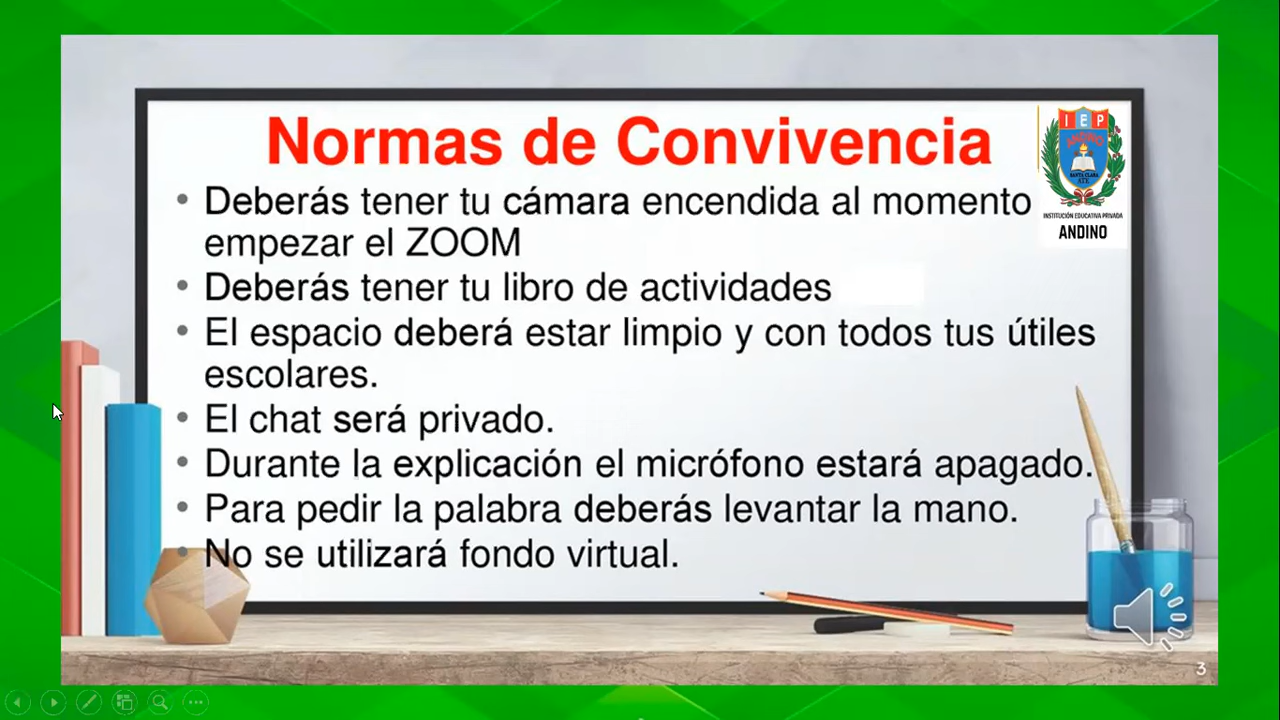 Normas de Convivencia
I E P
ANDINO
SANTA CLARA
ATE
INSTITUCIÓN EDUCATIVA PRIVADA
ANDINO
• Deberás tener tu cámara encendida al momento
empezar el ZOOM
• Deberás tener tu libro de actividades
• El espacio deberá estar limpio y con todos tus útiles
escolares.
• El chat será privado.
• Durante la explicación el micrófono estará apagado.
• Para pedir la palabra deberás levantar la mano.
• No se utilizará fondo virtual.
3